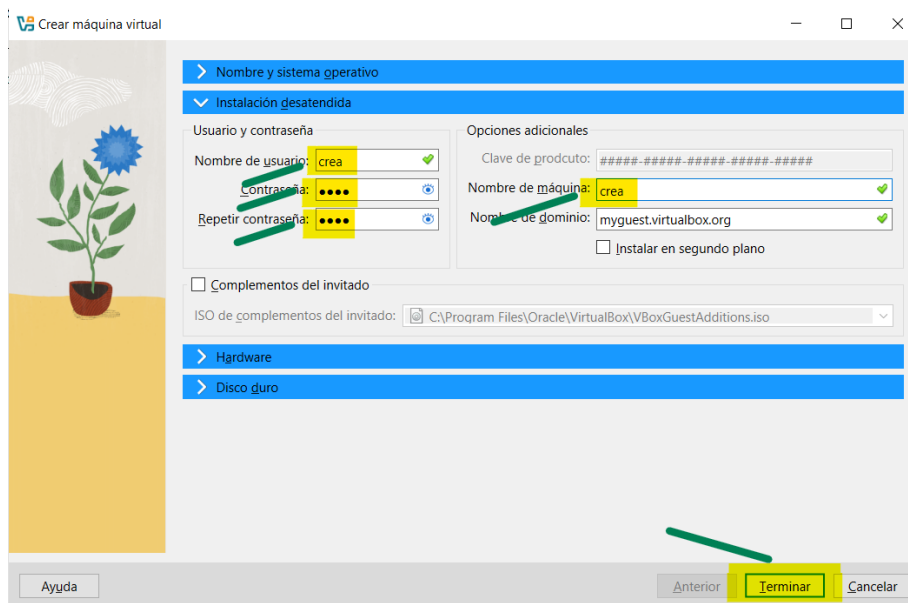 Crear máquina virtual
Nombre y sistema operativo
Instalación desatendida
Usuario y contraseña
Nombre de usuario: crea
Contraseña: ●●●●
Repetir contraseña: ●●●●
Opciones adicionales
Clave de prodcuto: #####-#####-#####-#####-#####
Nombre de máquina: crea
Nombre de dominio: myguest.virtualbox.org
Instalar en segundo plano
Complementos del invitado
ISO de complementos del invitado: C:\Program Files\Oracle\VirtualBox\VBoxGuestAdditions.iso
Hardware
Disco duro
Ayuda
Anterior
Terminar
Cancelar